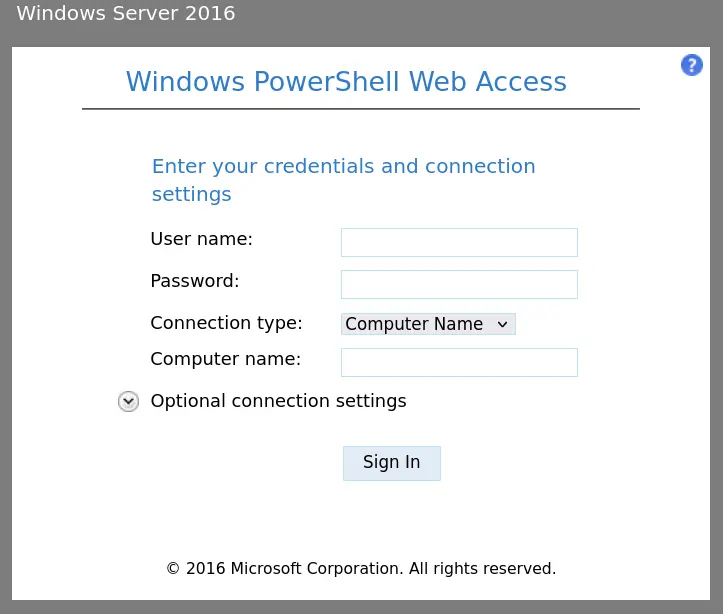 Windows Server 2016
?
Windows PowerShell Web Access
Enter your credentials and connection
settings
User name:
Password:
Connection type: Computer Name
Computer name:
Optional connection settings
Sign In
© 2016 Microsoft Corporation. All rights reserved.